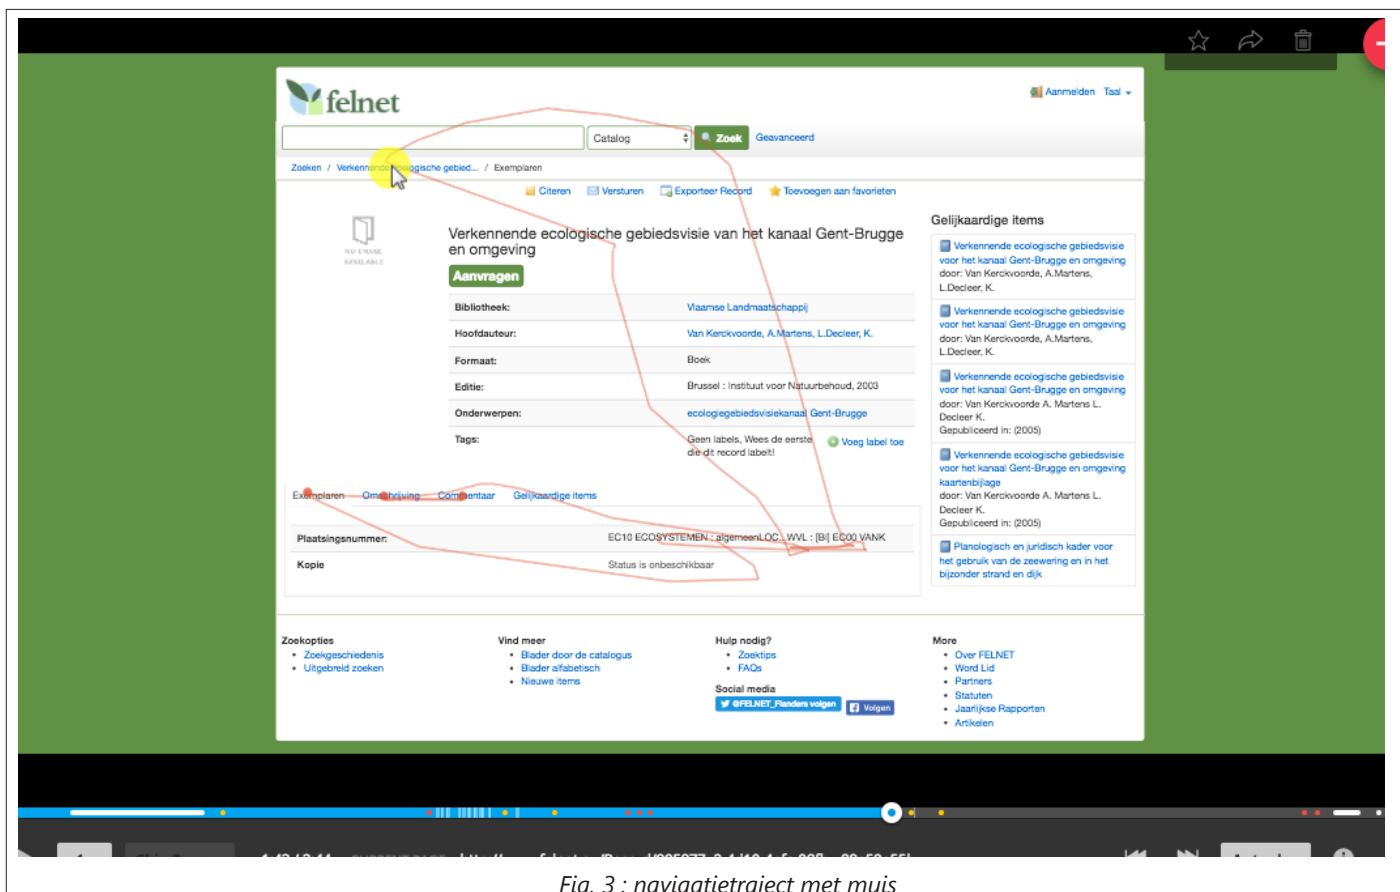 felnet
Aanmelden Taal
Catalog Zoek Geavanceerd
Zoeken / Verkennende ecologische gebied... / Exemplaren
Citeren Versturen Exporteer Record Toevoegen aan favorieten
NO IMAGE
AVAILABLE
Verkennende ecologische gebiedsvisie van het kanaal Gent-Brugge
en omgeving
Aanvragen
Bibliotheek: Vlaamse Landmaatschappij
Hoofdauteur: Van Kerckvoorde, A.Martens, L.Decleer, K.
Formaat: Boek
Editie: Brussel : Instituut voor Natuurbehoud, 2003
Onderwerpen: ecologiegebiedsvisiekanaal Gent-Brugge
Tags: Geen labels, Wees de eerste
die dit record labelt! Voeg label toe
Gelijkaardige items
Verkennende ecologische gebiedsvisie
voor het kanaal Gent-Brugge en omgeving
door: Van Kerckvoorde, A.Martens,
L.Decleer, K.
Verkennende ecologische gebiedsvisie
voor het kanaal Gent-Brugge en omgeving
door: Van Kerckvoorde, A.Martens,
L.Decleer, K.
Verkennende ecologische gebiedsvisie
voor het kanaal Gent-Brugge en omgeving
door: Van Kerckvoorde A. Martens L.
Decleer K.
Gepubliceerd in: (2005)
Verkennende ecologische gebiedsvisie
voor het kanaal Gent-Brugge en omgeving
kaartenbijlage
door: Van Kerckvoorde A. Martens L.
Decleer K.
Gepubliceerd in: (2005)
Planologisch en juridisch kader voor
het gebruik van de zeewering en in het
bijzonder strand en dijk
Exemplaren Omschrijving Commentaar Gelijkaardige items
Plaatsingsnummer: EC10 ECOSYSTEMEN : algemeenLOC.: WVL : [B] EC00 VANK
Kopie Status is onbeschikbaar
Zoekopties
Zoekgeschiedenis
Uitgebreid zoeken
Vind meer
Blader door de catalogus
Blader alfabetisch
Nieuwe items
Hulp nodig?
Zoektips
FAQs
Social media
@FELNET_Flanders volgen Volgen
More
Over FELNET
Word Lid
Partners
Statuten
Jaarlijkse Rapporten
Artikelen
Fig. 3 : navigatietraject met muis